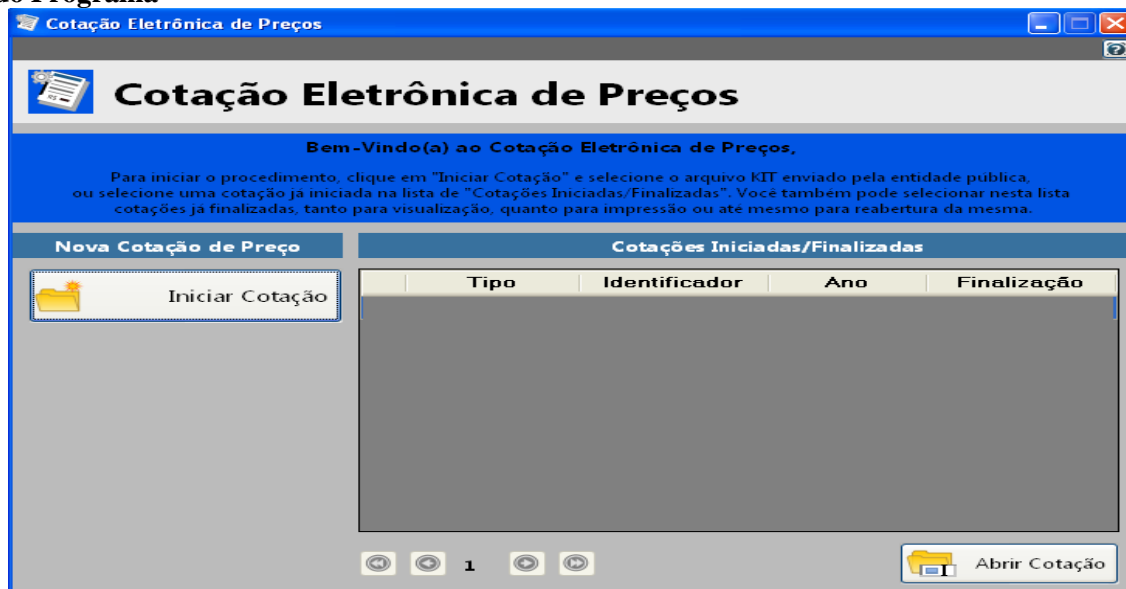 do Programa
Cotação Eletrônica de Preços
Cotação Eletrônica de Preços
Bem-Vindo(a) ao Cotação Eletrônica de Preços,
Para iniciar o procedimento, clique em "Iniciar Cotação" e selecione o arquivo KIT enviado pela entidade publica,
ou selecione uma cotação já iniciada na lista de "Cotações Iniciadas/Finalizadas". Você também pode selecionar nesta lista
cotações já finalizadas, tanto para visualização, quanto para impressão ou até mesmo para reabertura da mesma.
Nova Cotação de Preço
Cotações Iniciadas/Finalizadas
Iniciar Cotação
Tipo Identificador Ano Finalização
1
Abrir Cotação